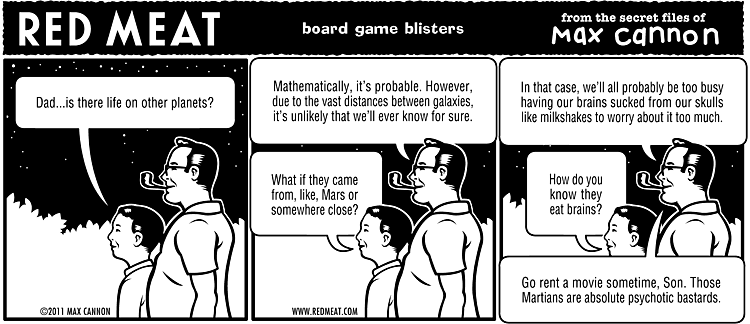 RED MEAT
board game blisters
from the secret files of
Max cannon
Dad...is there life on other planets?
©2011 MAX CANNON
Mathematically, it's probable. However,
due to the vast distances between galaxies,
it's unlikely that we'll ever know for sure.
What if they came
from, like, Mars or
somewhere close?
WWW.REDMEAT.COM
In that case, we'll all probably be too busy
having our brains sucked from our skulls
like milkshakes to worry about it too much.
How do you
know they
eat brains?
Go rent a movie sometime, Son. Those
Martians are absolute psychotic bastards.